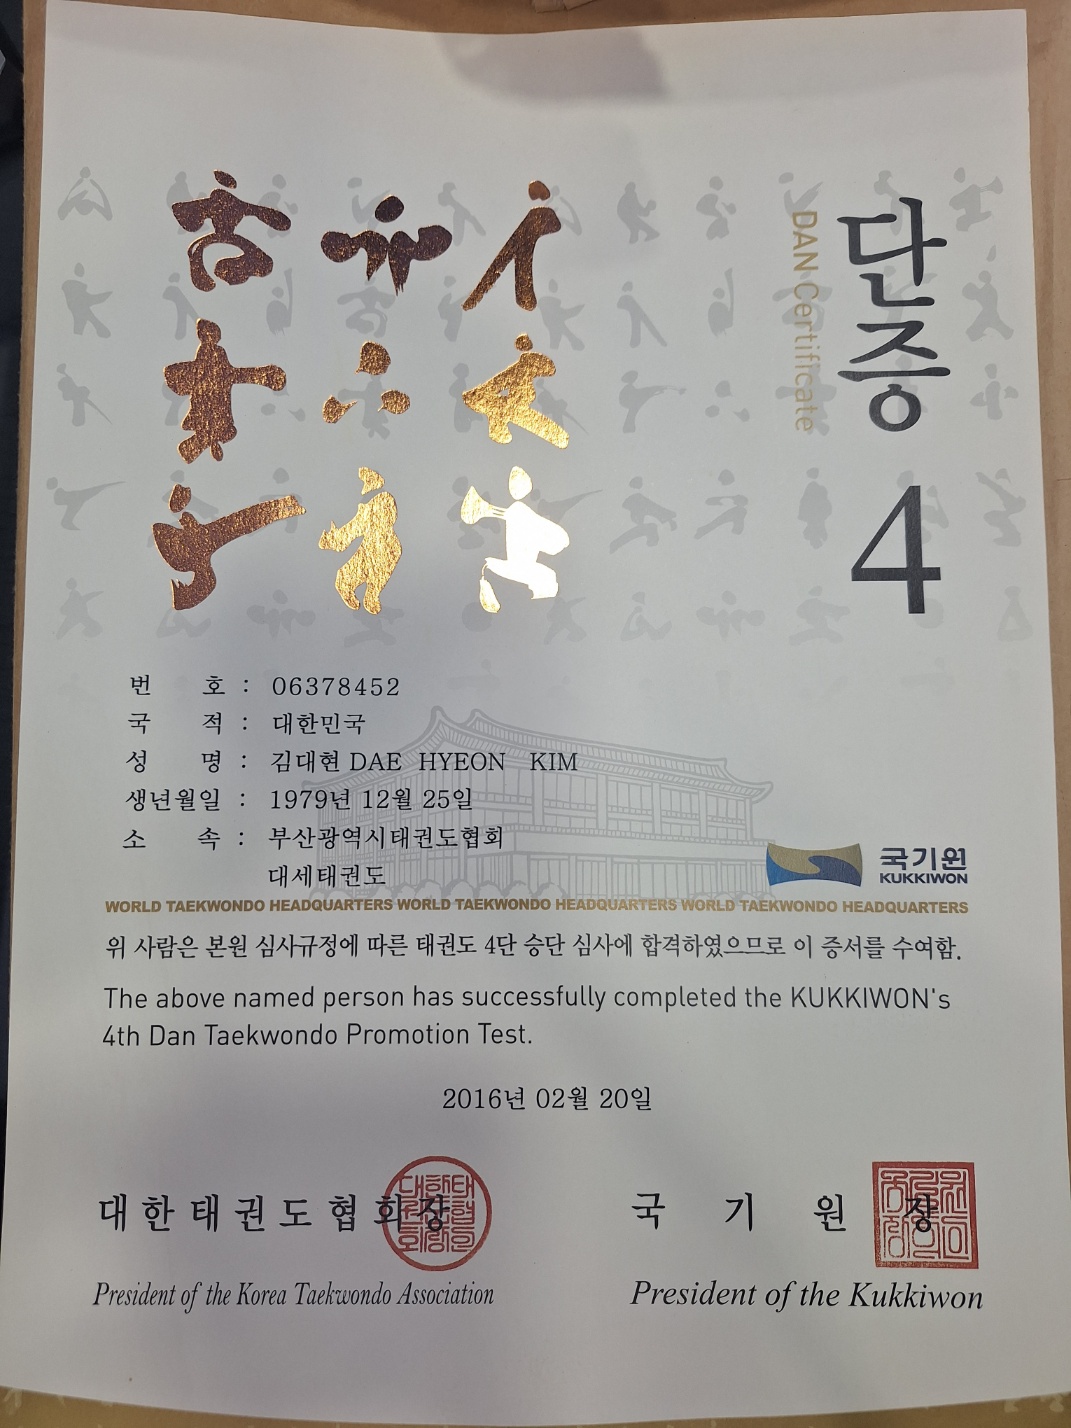 단증 4
DAN Certificate
번 호 : 06378452
국 적 : 대한민국
성 명 : 김대현 DAE HYEON KIM
생년월일 : 1979년 12월 25일
소 속 : 부산광역시태권도협회
대세태권도
국기원
KUKKIWON
WORLD TAEKWONDO HEADQUARTERS WORLD TAEKWONDO HEADQUARTERS WORLD TAEKWONDO HEADQUARTERS
위 사람은 본원 심사규정에 따른 태권도 4단 승단 심사에 합격하였으므로 이 증서를 수여함.
The above named person has successfully completed the KUKKIWON's
4th Dan Taekwondo Promotion Test.
2016년 02월 20일
대한태권도협회장
국 기 원 장
President of the Korea Taekwondo Association
President of the Kukkiwon